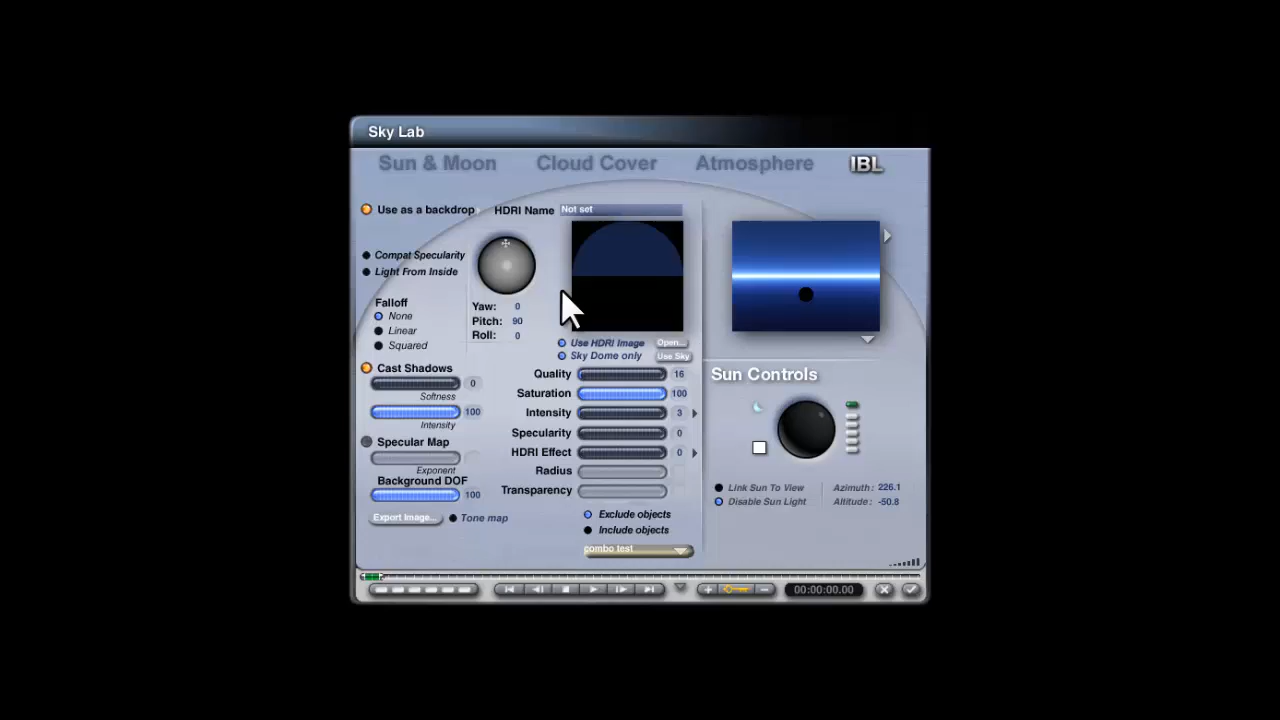 Sky Lab
Sun & Moon Cloud Cover Atmosphere IBL
Use as a backdrop HDRI Name Not set
Compat Specularity
Light From Inside
Falloff
None
Linear
Squared
Yaw: 0
Pitch: 90
Roll: 0
Use HDRI Image Open...
Sky Dome only Use Sky
Cast Shadows 0
Softness
100
Intensity
Specular Map
Exponent
Background DOF
100
Export Image... Tone map
Quality 16
Saturation 100
Intensity 3
Specularity 0
HDRI Effect 0
Radius
Transparency
Exclude objects
Include objects
combo test
Sun Controls
Link Sun To View Azimuth: 226.1
Disable Sun Light Altitude: -50.8
00:00:00.00